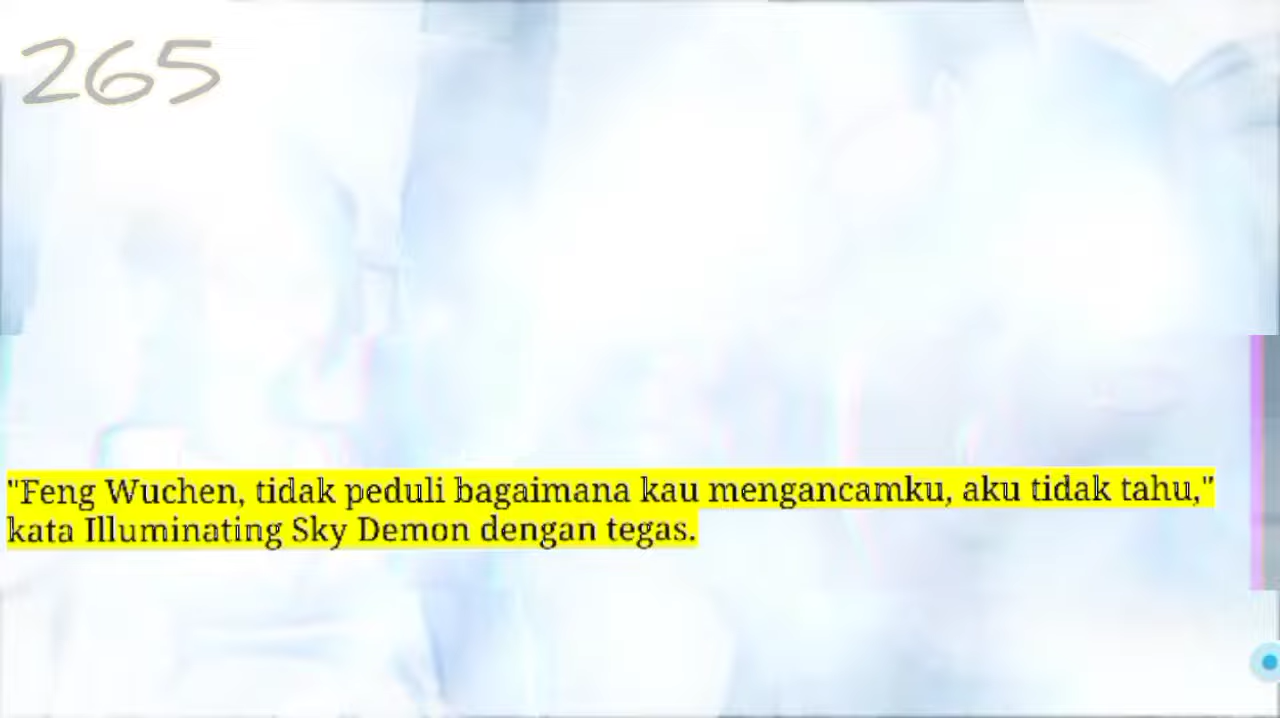 265
"Feng Wuchen, tidak peduli bagaimana kau mengancamku, aku tidak tahu,"
kata Illuminating Sky Demon dengan tegas.